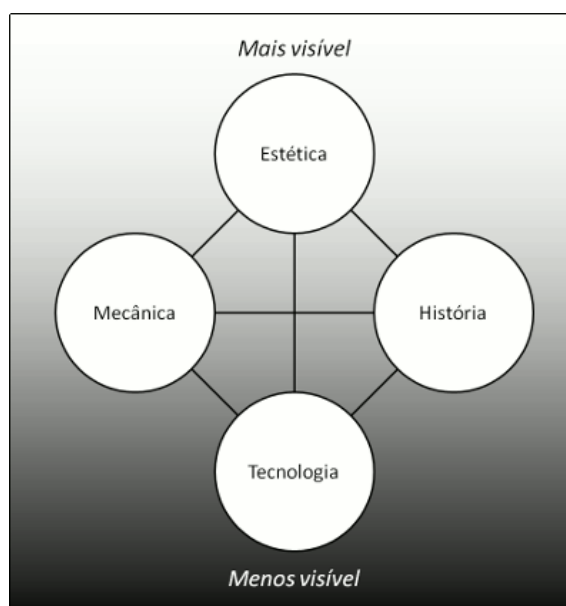 Mais visível
Estética
Mecânica
História
Tecnologia
Menos visível